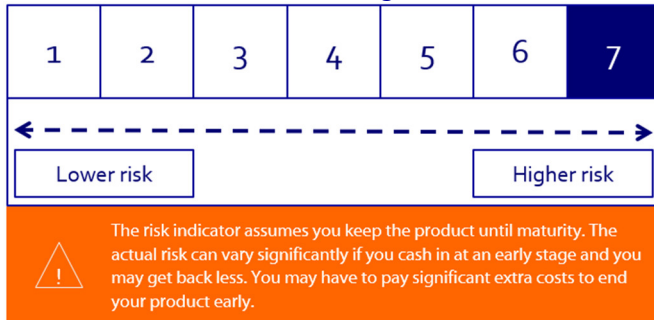 1 2 3 4 5 6 7
Lower risk Higher risk
The risk indicator assumes you keep the product until maturity. The
actual risk can vary significantly if you cash in at an early stage and you
may get back less. You may have to pay significant extra costs to end
your product early.
!